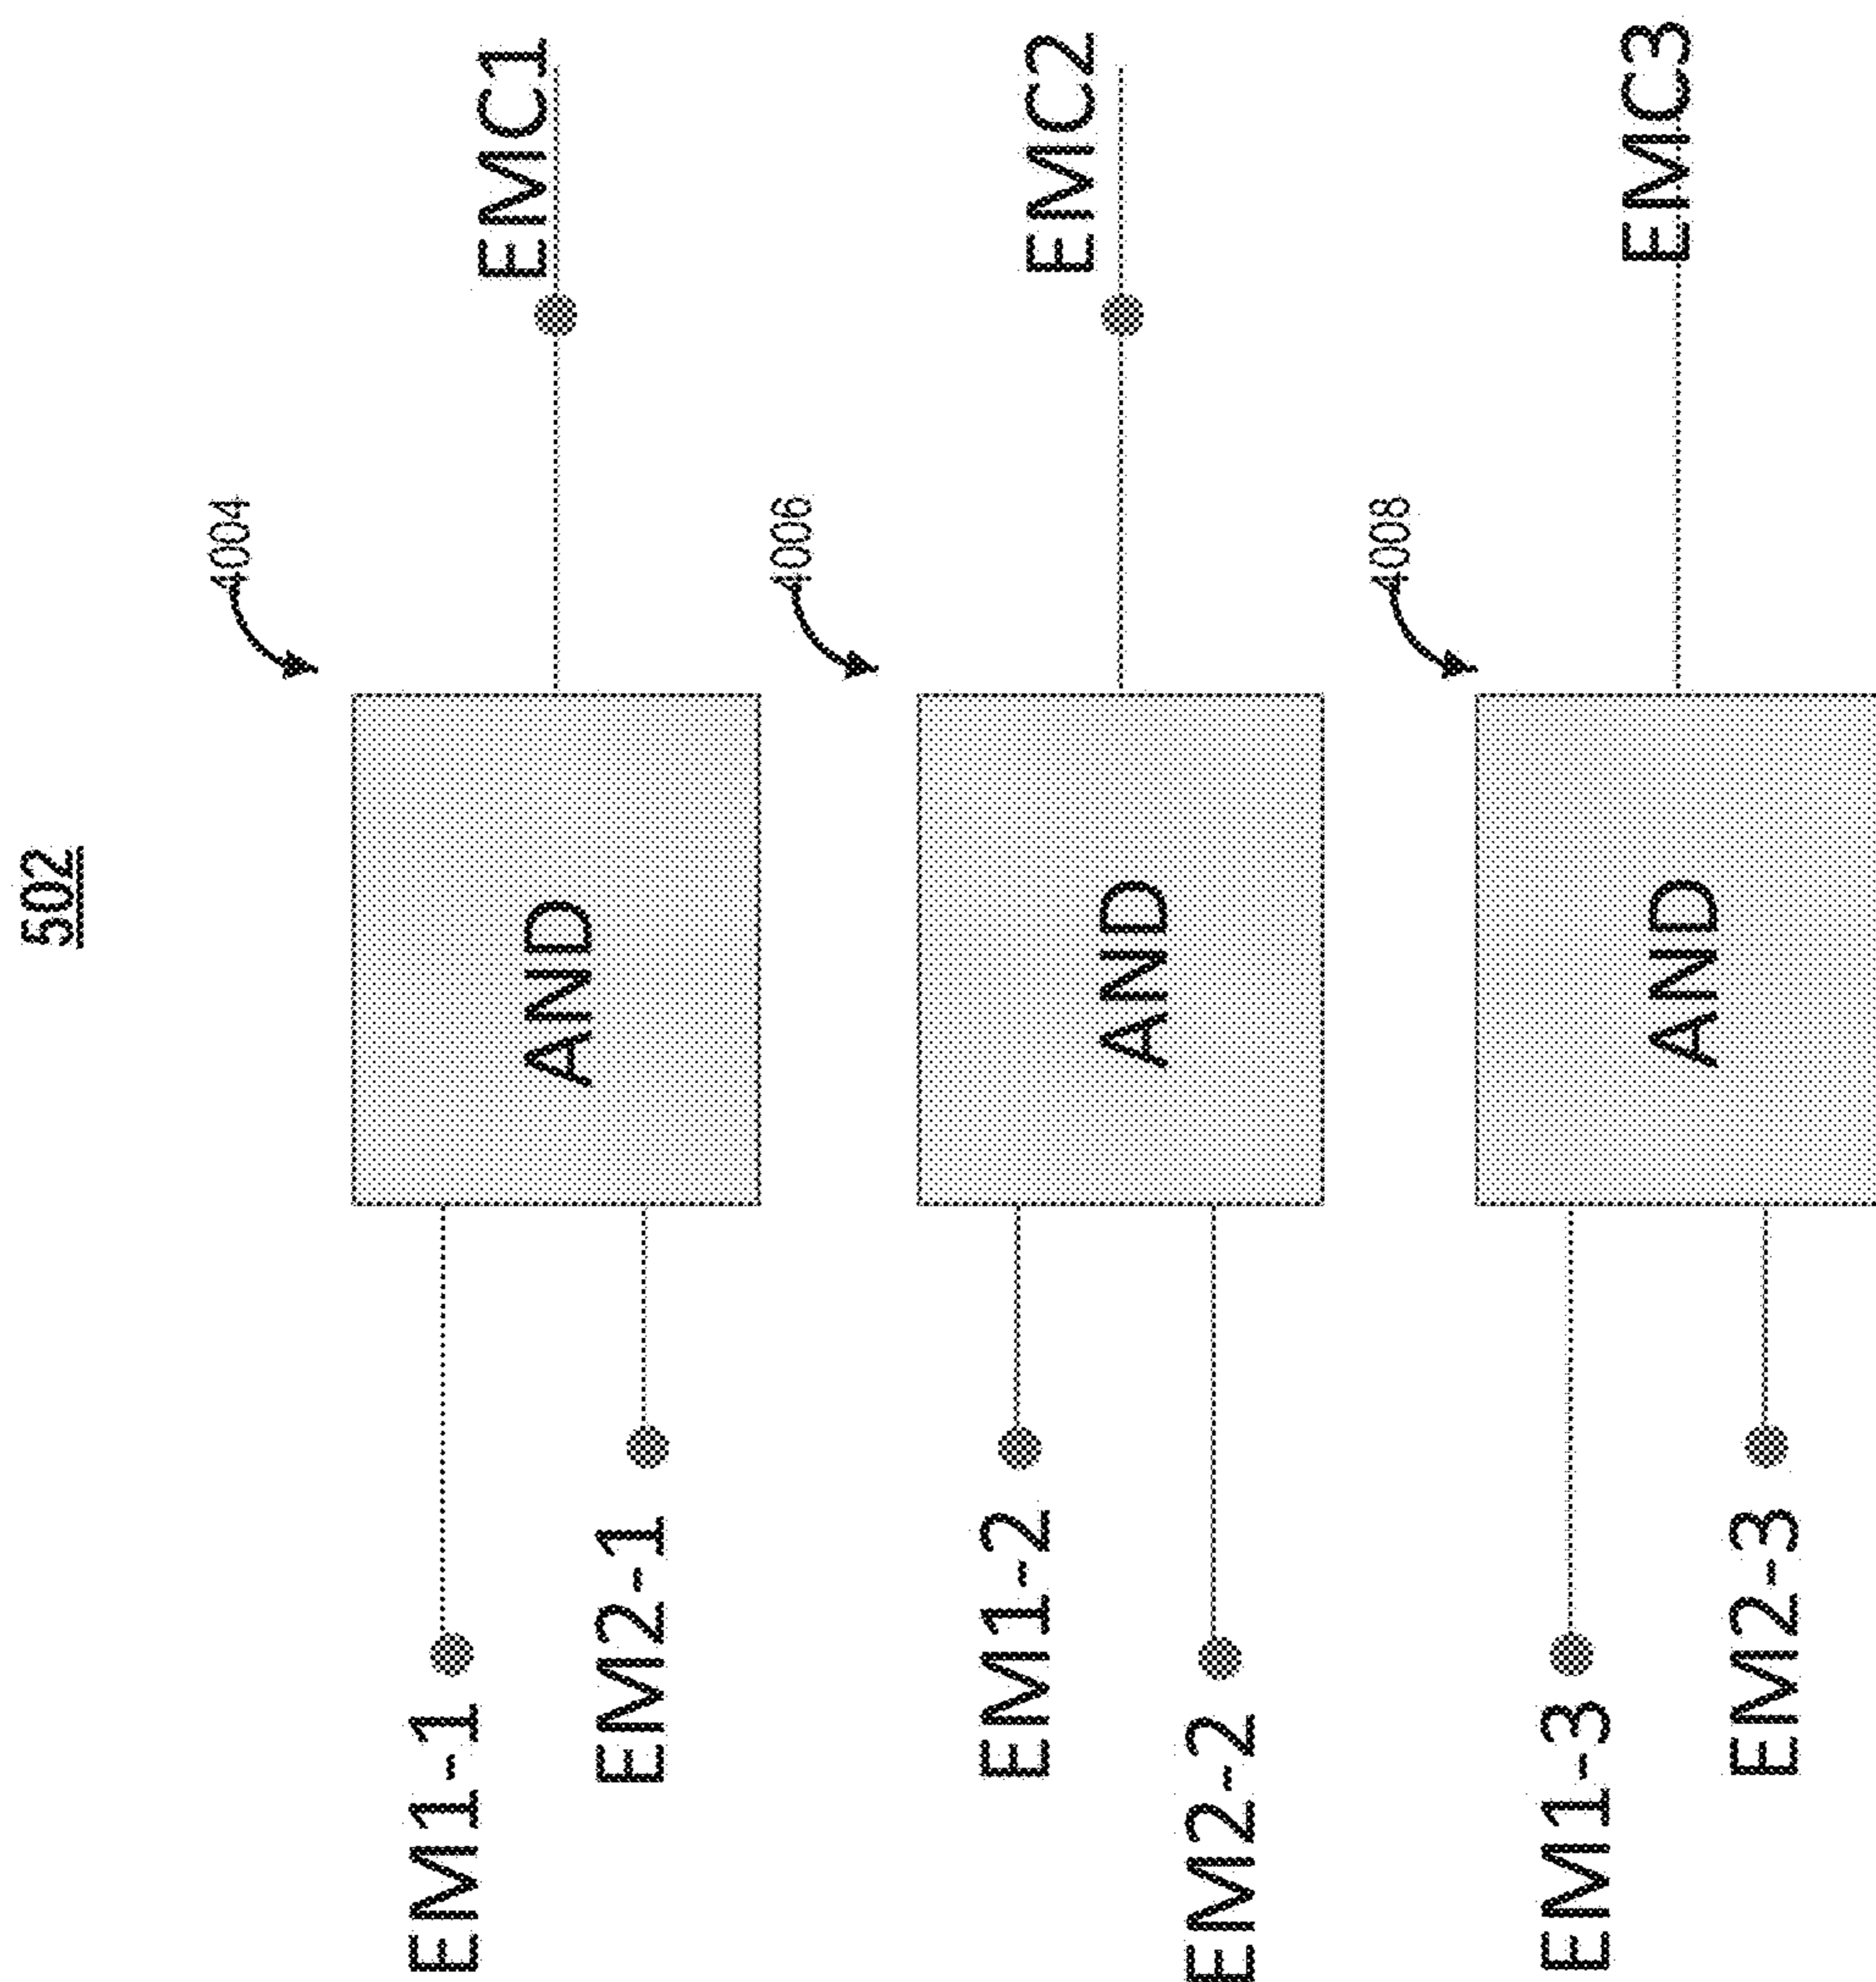 502
4004
EMC1
AND
EM1-1
EM2-1
4006
EMC2
AND
EM1-2
EM2-2
4008
EMC3
AND
EM1-3
EM2-3